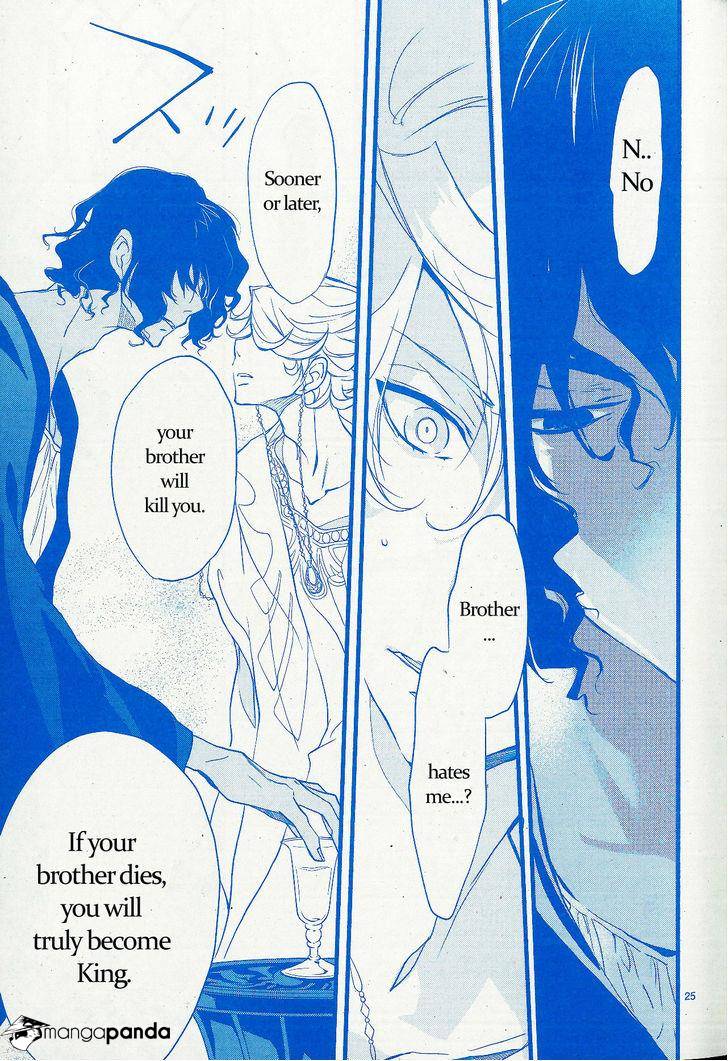 N..
No
Brother
...
hates
me...?
ズッ
Sooner
or later,
your
brother
will
kill you.
If your
brother dies,
you will
truly become
King.
25
mangapanda